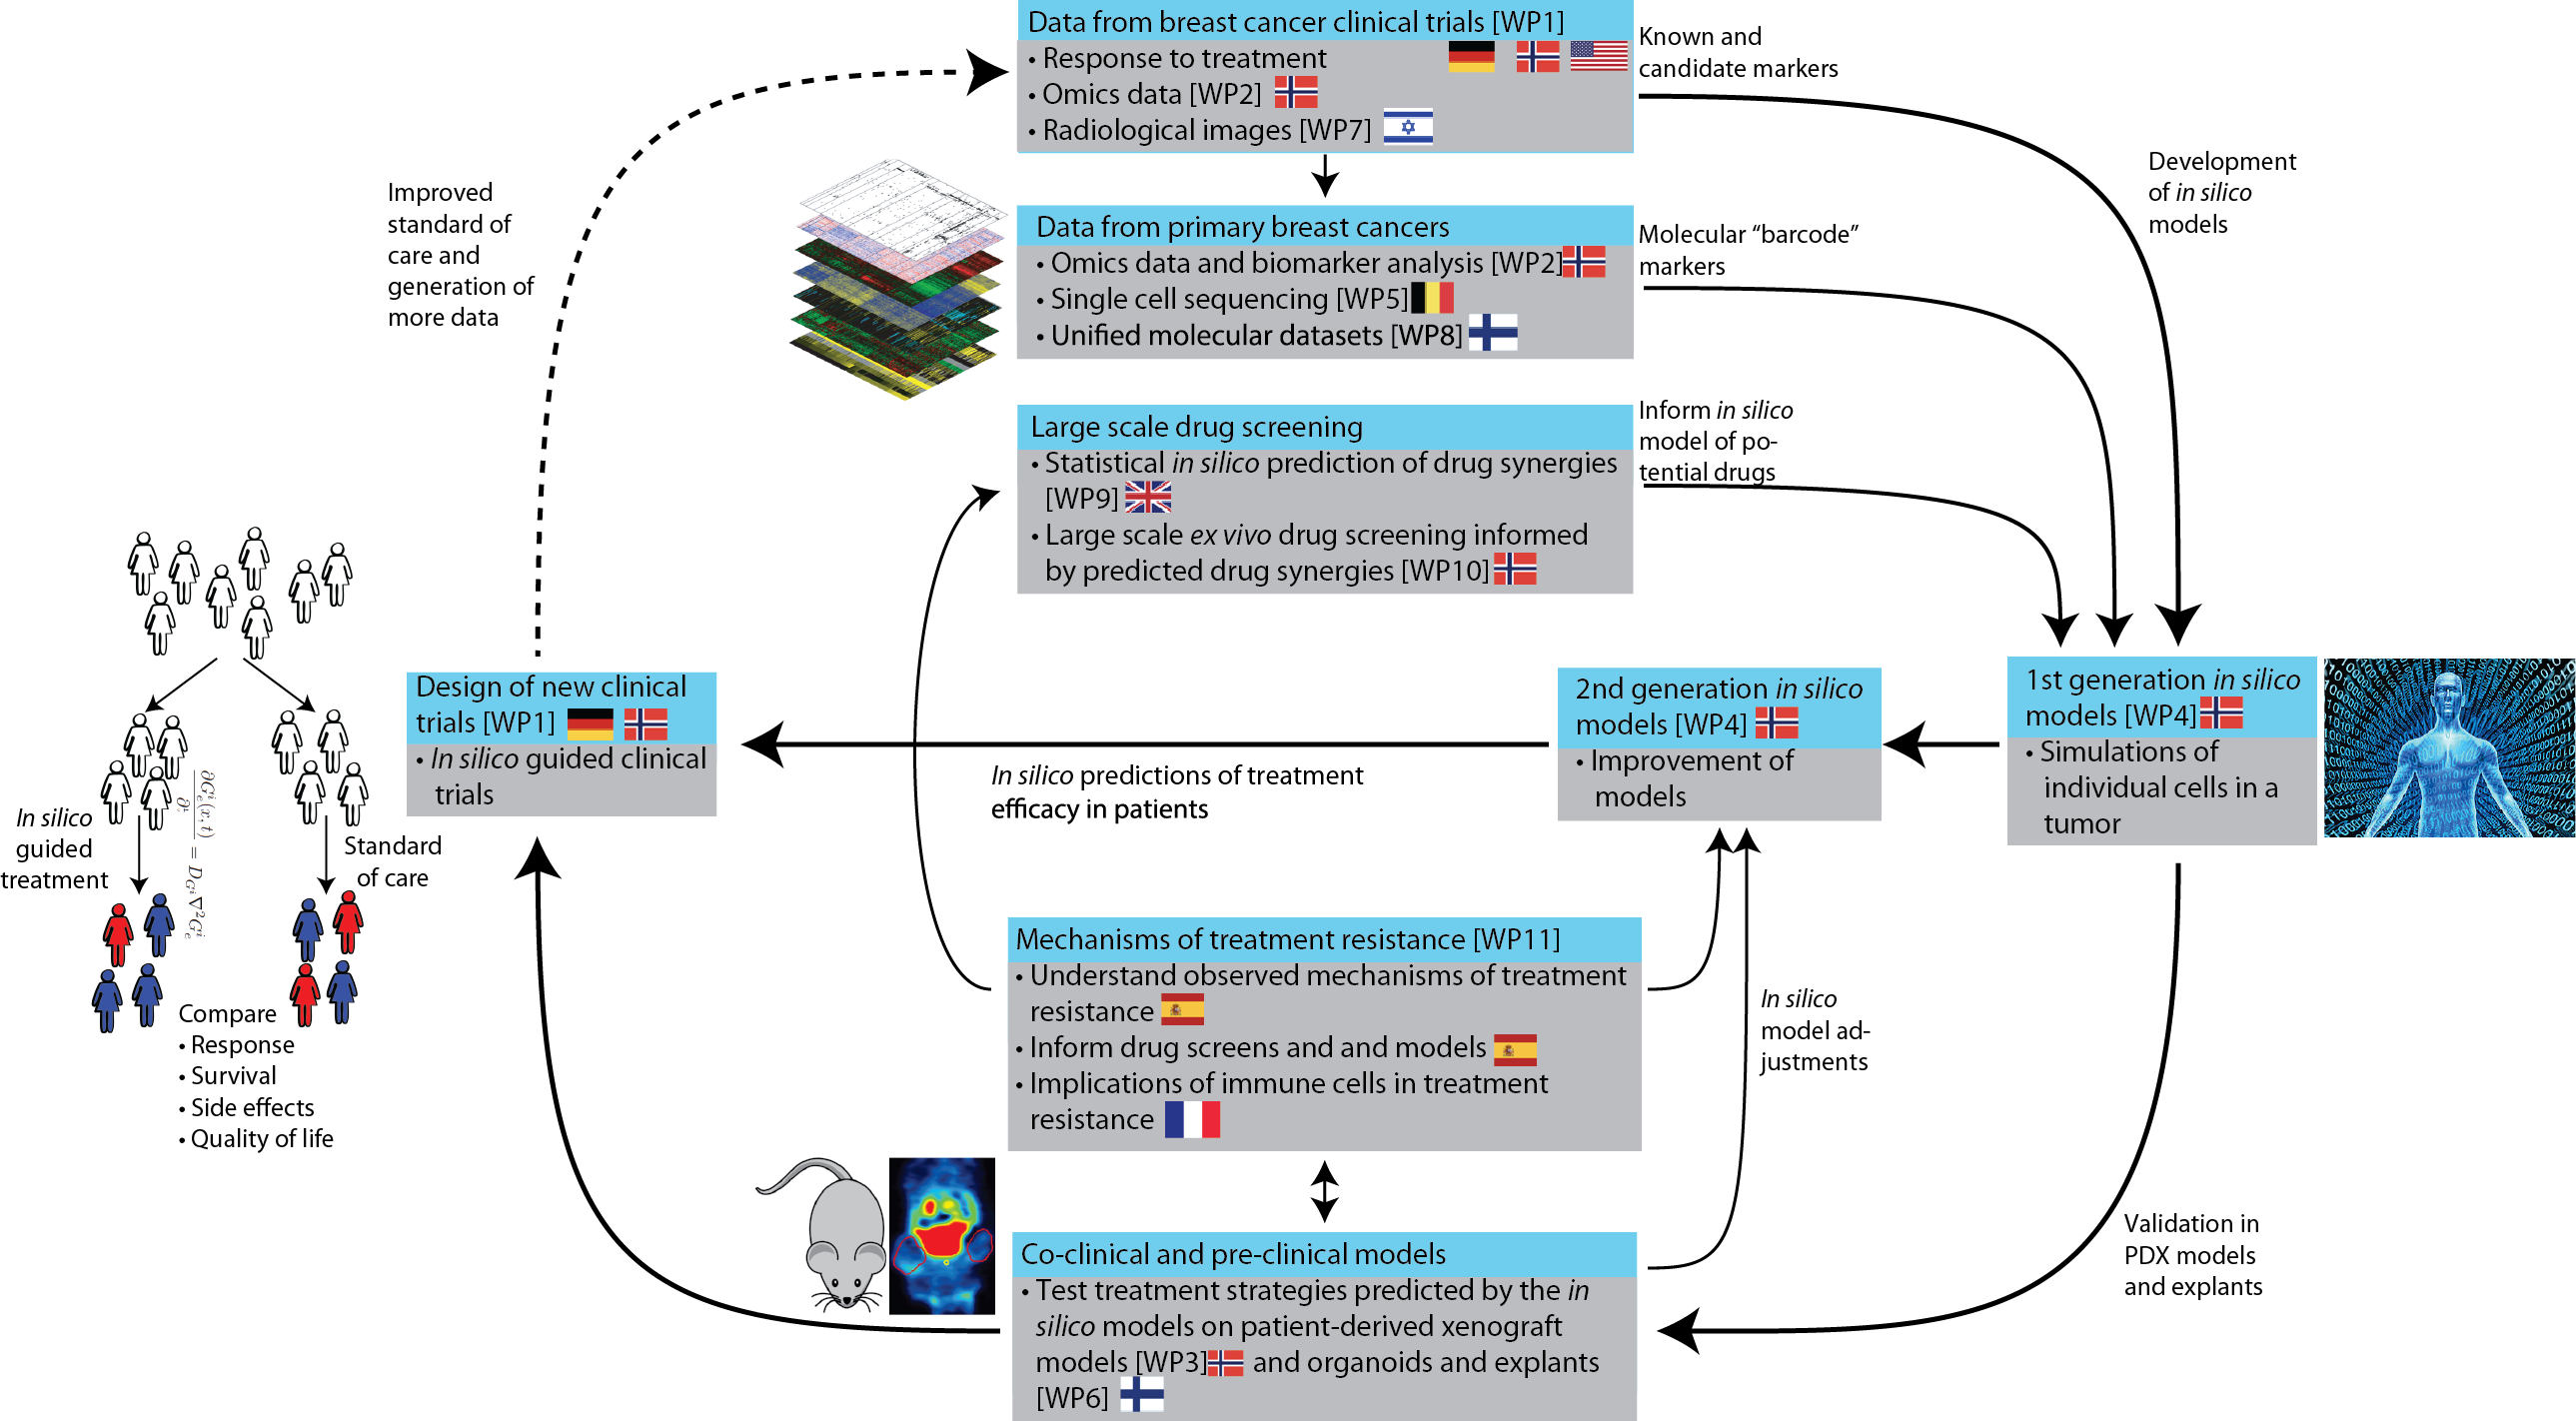 Data from breast cancer clinical trials [WP1]
• Response to treatment
• Omics data [WP2]
• Radiological images [WP7]
Known and
candidate markers
Development
of in silico
models
Improved
standard of
care and
generation of
more data
Data from primary breast cancers
• Omics data and biomarker analysis [WP2]
• Single cell sequencing [WP5]
• Unified molecular datasets [WP8]
Molecular “barcode”
markers
Large scale drug screening
• Statistical in silico prediction of drug synergies
[WP9]
• Large scale ex vivo drug screening informed
by predicted drug synergies [WP10]
Inform in silico
model of po-
tential drugs
Design of new clinical
trials [WP1]
• In silico guided clinical
trials
In silico predictions of treatment
efficacy in patients
2nd generation in silico
models [WP4]
• Improvement of
models
1st generation in silico
models [WP4]
• Simulations of
individual cells in a
tumor
In silico
guided
treatment
Standard
of care
Compare
• Response
• Survival
• Side effects
• Quality of life
Mechanisms of treatment resistance [WP11]
• Understand observed mechanisms of treatment
resistance
• Inform drug screens and and models
• Implications of immune cells in treatment
resistance
In silico
model ad-
justments
Co-clinical and pre-clinical models
• Test treatment strategies predicted by the in
silico models on patient-derived xenograft
models [WP3] and organoids and explants
[WP6]
Validation in
PDX models
and explants